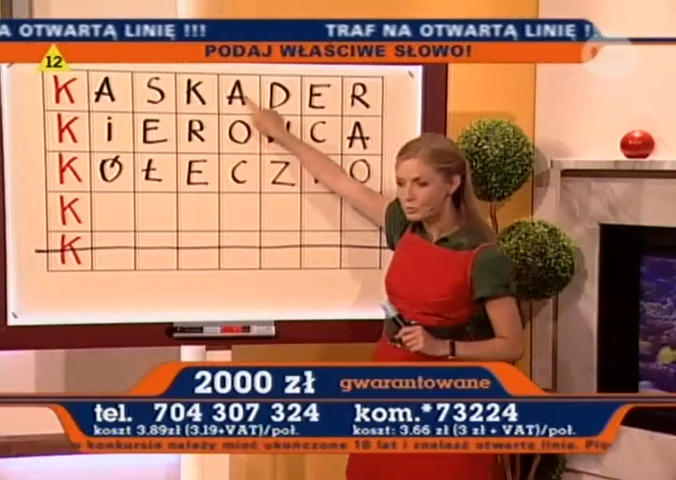 A OTWARTĄ LINIĘ !!! TRAF NA OTWARTĄ LINIĘ !
PODAJ WŁAŚCIWE SŁOWO!
12
K A S K A D E R
K i E R O W C A
K Ó Ł E C Z K O
K
K
2000 zł gwarantowane
tel. 704 307 324 kom.*73224
koszt 3.89zł (3.19+VAT)/poł. koszt: 3.66 zł (3 zł + VAT)/poł.
w konkursie należy mieć ukończone 18 lat i znaleźć otwartą linię.